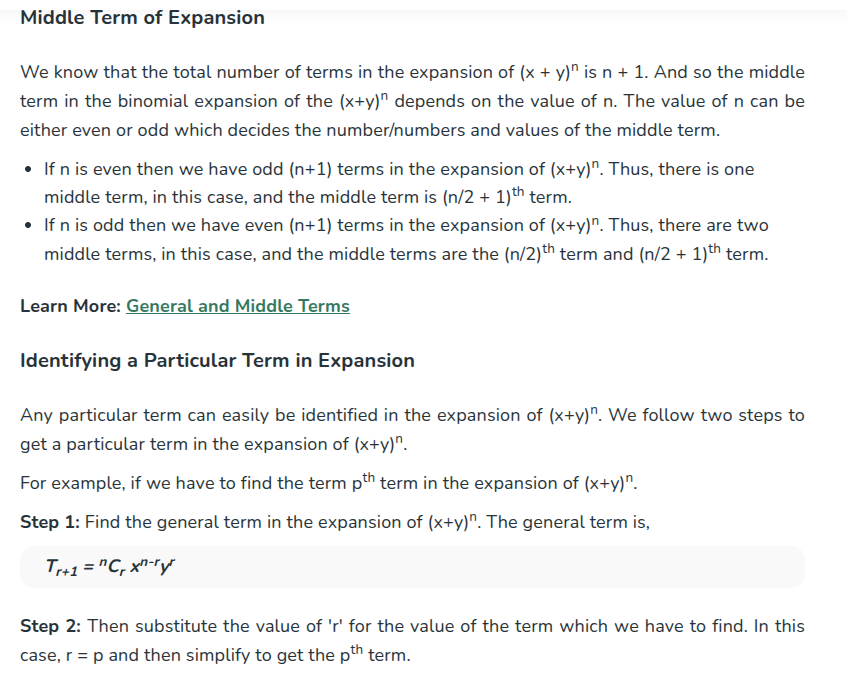 Middle Term of Expansion
We know that the total number of terms in the expansion of (x + y)ⁿ is n + 1. And so the middle
term in the binomial expansion of the (x+y)ⁿ depends on the value of n. The value of n can be
either even or odd which decides the number/numbers and values of the middle term.
• If n is even then we have odd (n+1) terms in the expansion of (x+y)ⁿ. Thus, there is one
middle term, in this case, and the middle term is (n/2 + 1)ᵗʰ term.
• If n is odd then we have even (n+1) terms in the expansion of (x+y)ⁿ. Thus, there are two
middle terms, in this case, and the middle terms are the (n/2)ᵗʰ term and (n/2 + 1)ᵗʰ term.
Learn More: General and Middle Terms
Identifying a Particular Term in Expansion
Any particular term can easily be identified in the expansion of (x+y)ⁿ. We follow two steps to
get a particular term in the expansion of (x+y)ⁿ.
For example, if we have to find the term pᵗʰ term in the expansion of (x+y)ⁿ.
Step 1: Find the general term in the expansion of (x+y)ⁿ. The general term is,
Tᵣ₊₁ = ⁿCᵣ xⁿ⁻ʳyʳ
Step 2: Then substitute the value of 'r' for the value of the term which we have to find. In this
case, r = p and then simplify to get the pᵗʰ term.